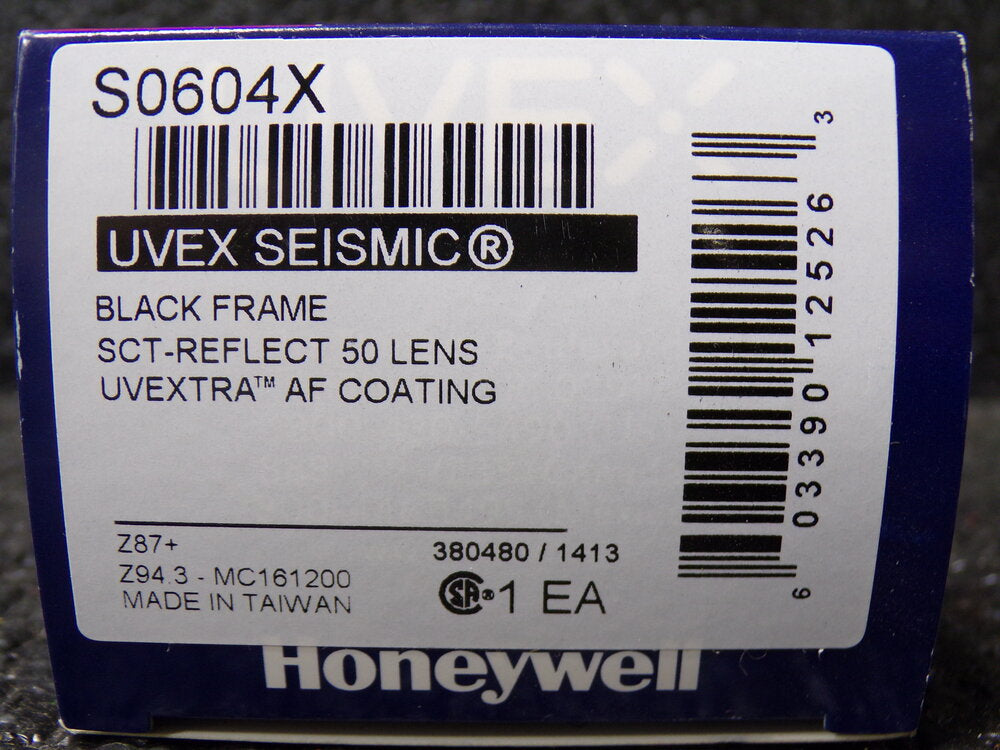 S0604X
UVEX SEISMIC®
BLACK FRAME
SCT-REFLECT 50 LENS
UVEXTRA™ AF COATING
6 03390 12526 3
Z87+
380480 / 1413
Z94.3 - MC161200
SA® 1 EA
MADE IN TAIWAN
Honeywell